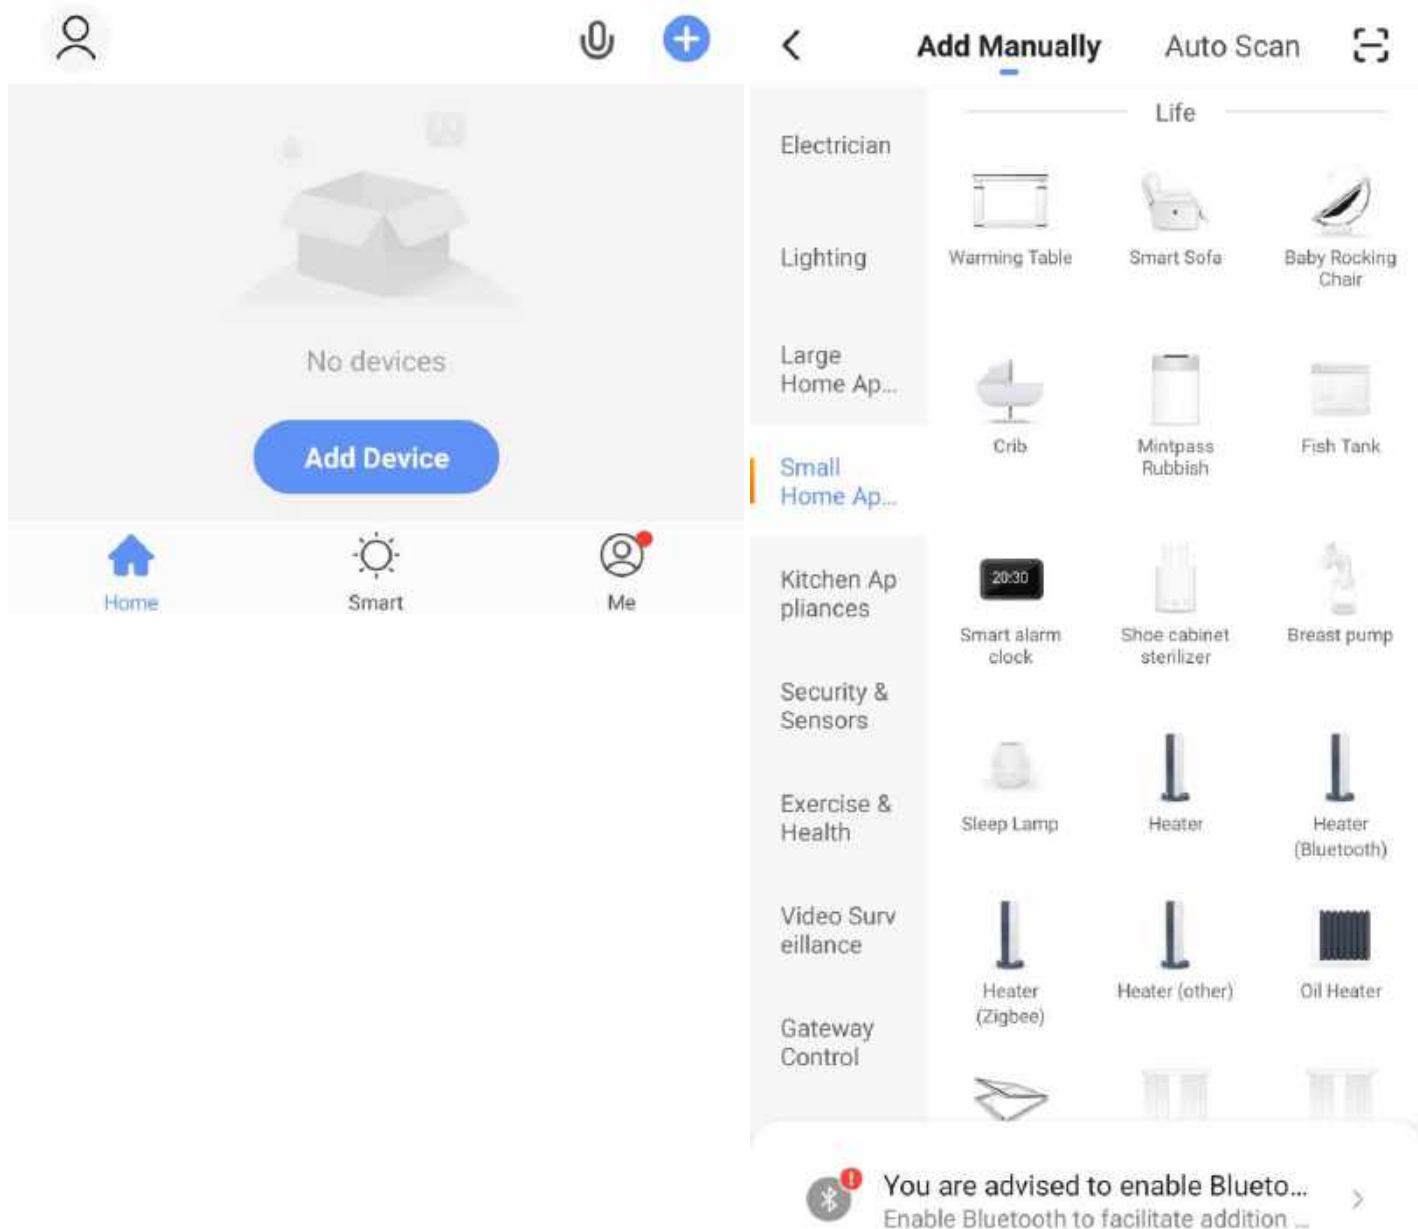 No devices
Add Device
Home
Smart
Me
Add Manually
Auto Scan
Electrician
Lighting
Large
Home Ap...
Small
Home Ap...
Kitchen Ap
pliances
Security &
Sensors
Exercise &
Health
Video Surv
eillance
Gateway
Control
Life
Warming Table
Smart Sofa
Baby Rocking
Chair
Crib
Mintpass
Rubbish
Fish Tank
20:30
Smart alarm
clock
Shoe cabinet
sterilizer
Breast pump
Sleep Lamp
Heater
Heater
(Bluetooth)
Heater
(Zigbee)
Heater (other)
Oil Heater
You are advised to enable Blueto...
Enable Bluetooth to facilitate addition ...